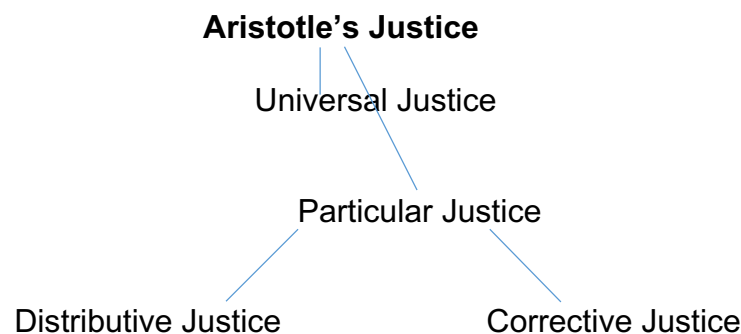 Aristotle’s Justice
Universal Justice
Particular Justice
Distributive Justice
Corrective Justice